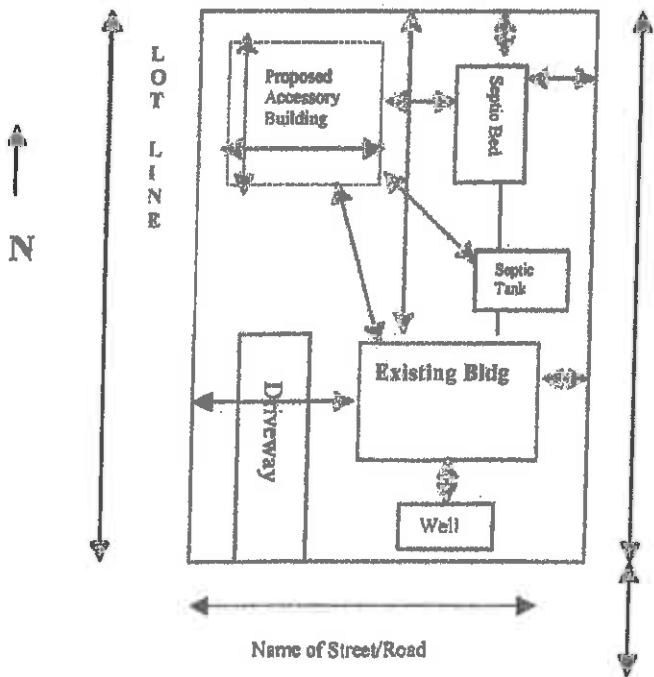 LOT LINE
N
Proposed
Accessory
Building
Septic Bed
Septic
Tank
Existing Bldg
Driveway
Well
Name of Street/Road